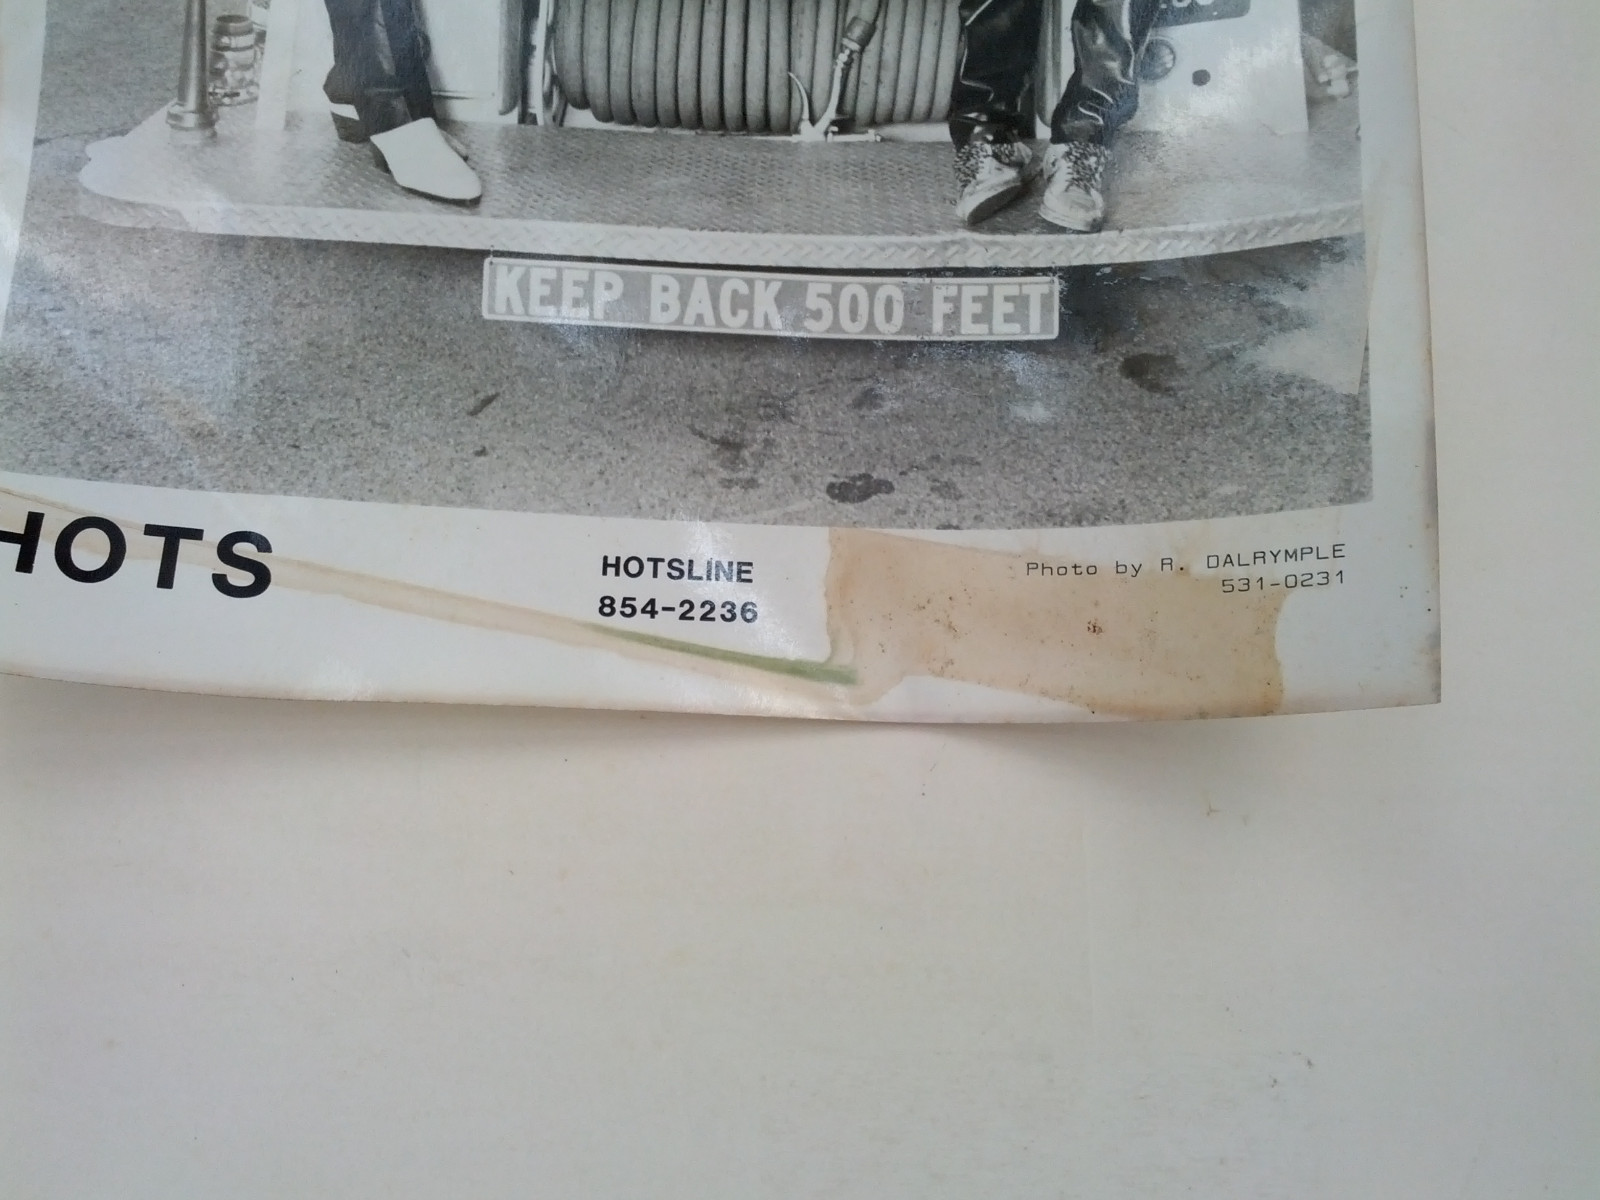 KEEP BACK 500 FEET
HOTS
HOTSLINE
854-2236
Photo by R. DALRYMPLE
531-0231